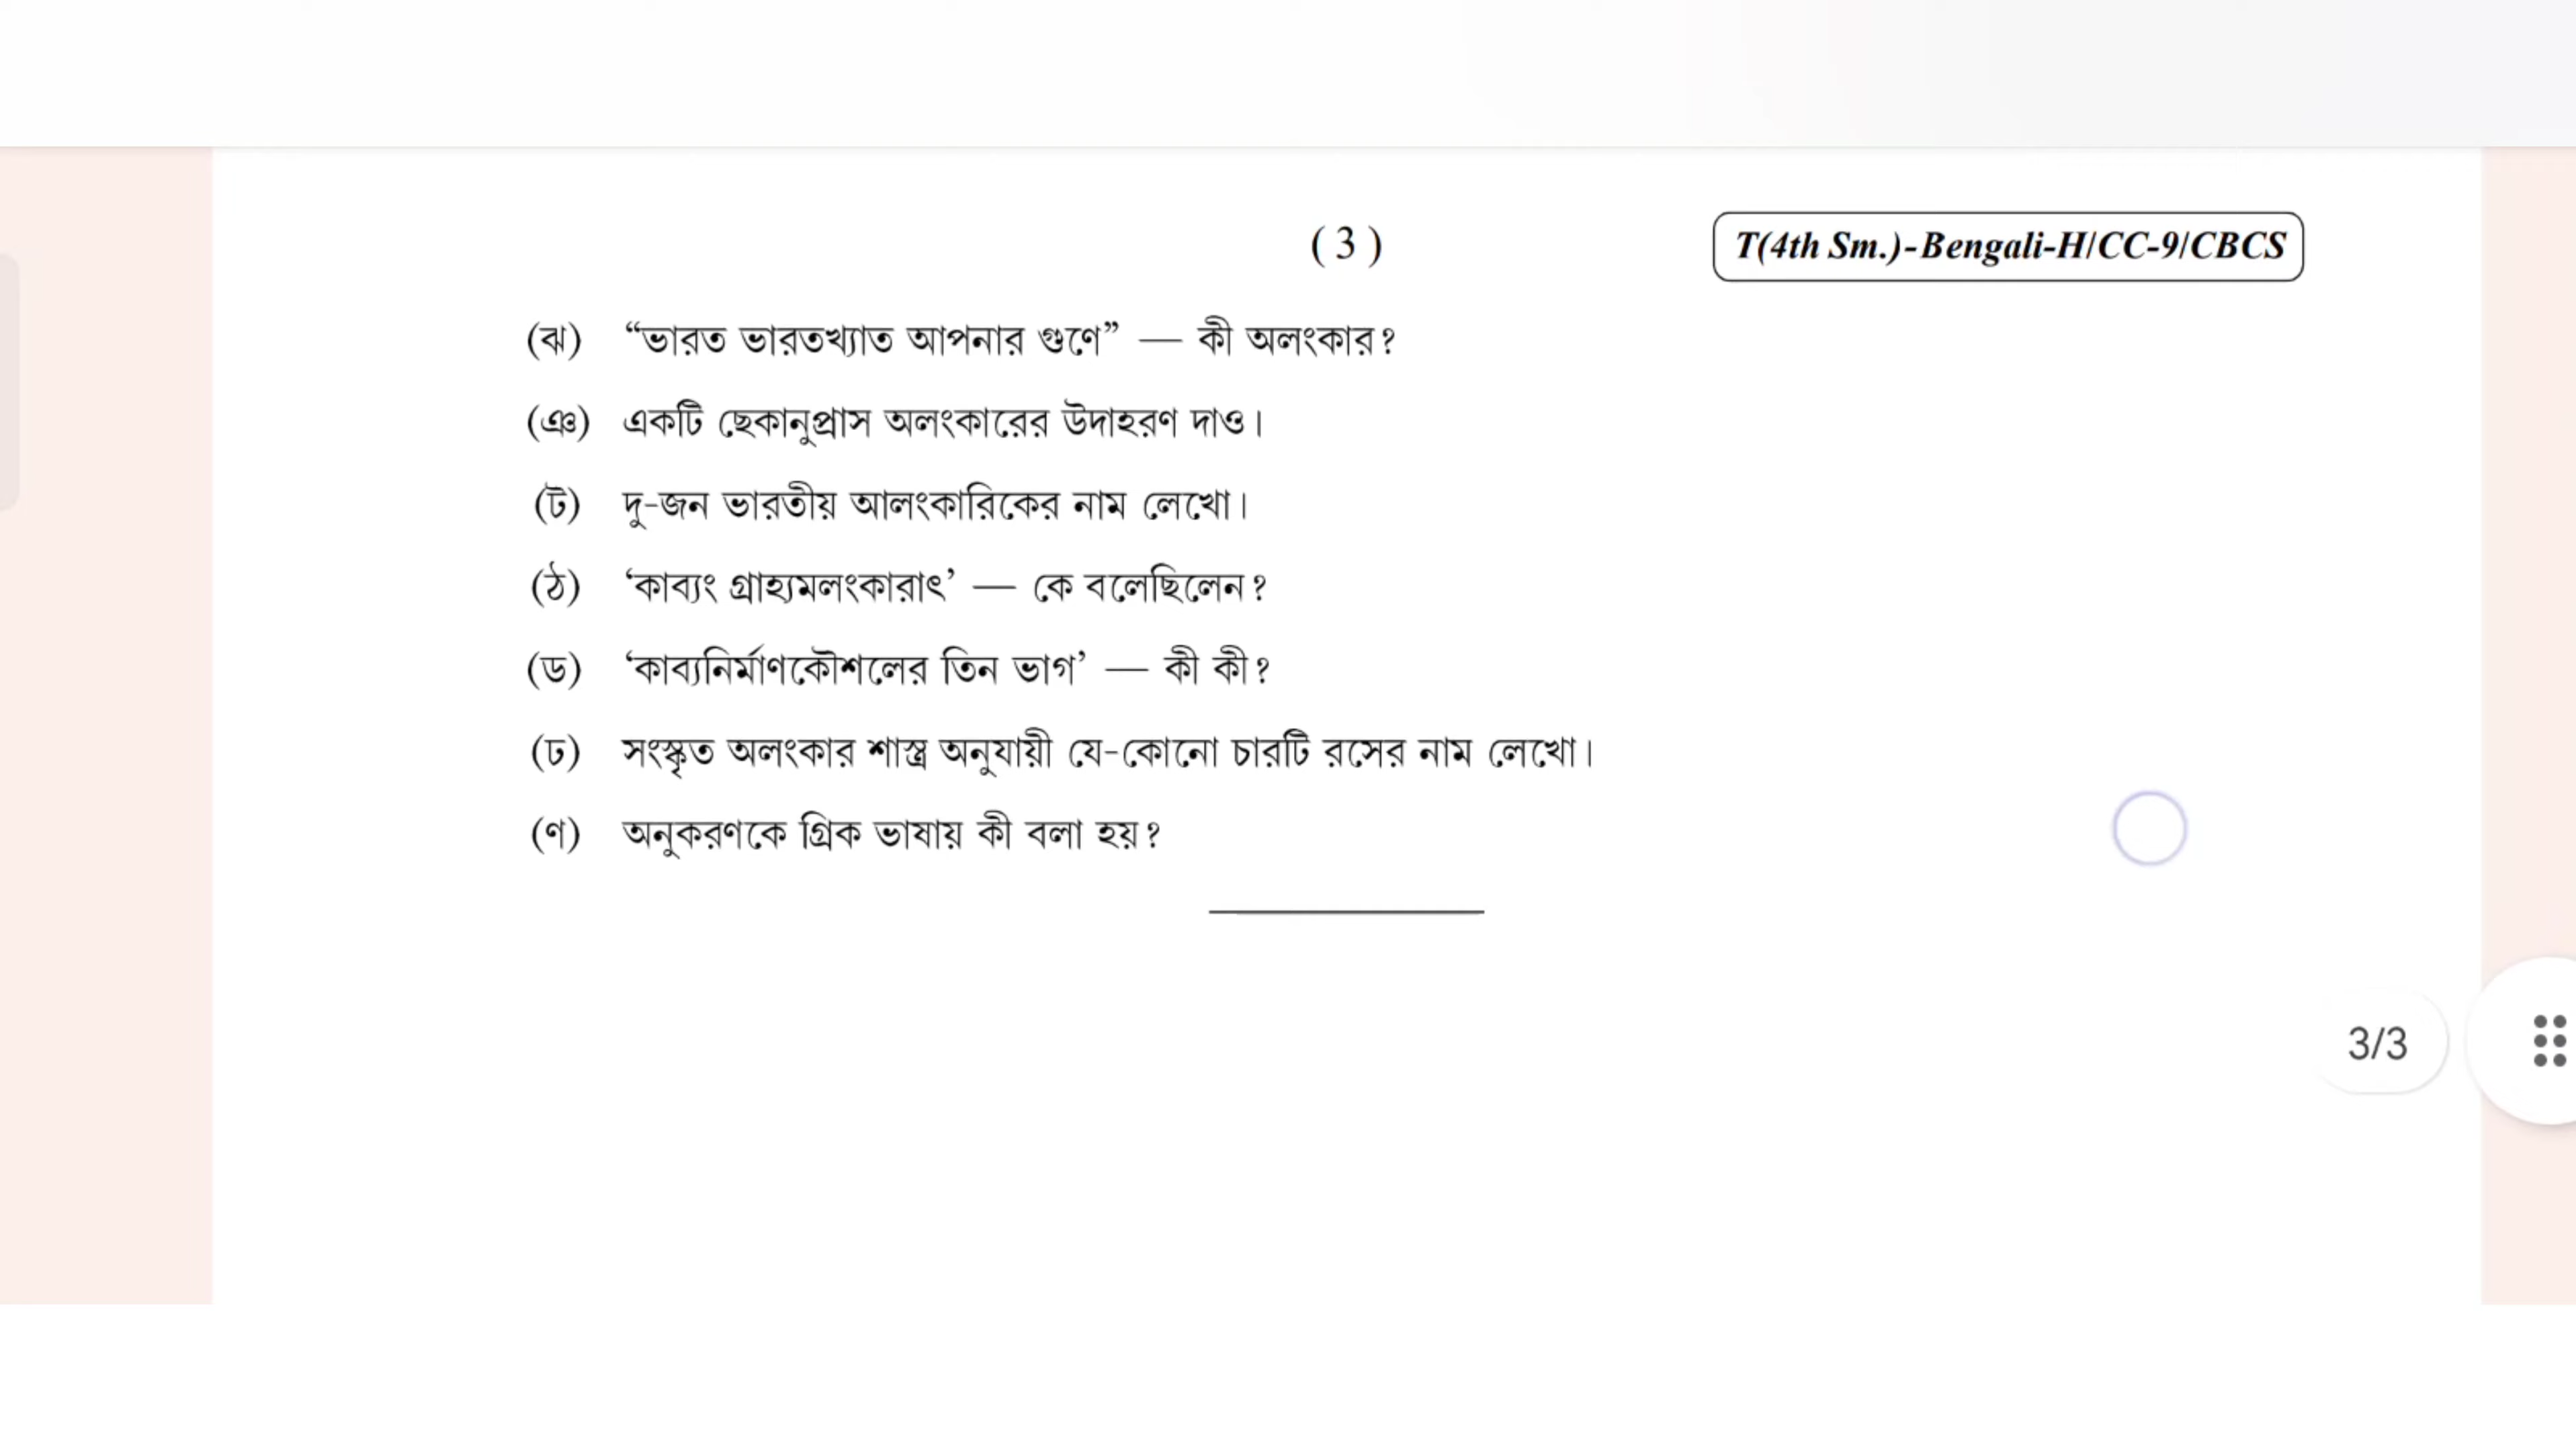 ( 3 )
T(4th Sm.)-Bengali-H/CC-9/CBCS
(ঝ) “ভারত ভারতখ্যাত আপনার গুণে” — কী অলংকার?
(ঞ) একটি ছেকানুপ্রাস অলংকারের উদাহরণ দাও।
(ট) দু-জন ভারতীয় আলংকারিকের নাম লেখো।
(ঠ) ‘কাব্যং গ্রাহ্যমলংকারাৎ’ — কে বলেছিলেন?
(ড) ‘কাব্যনির্মাণকৌশলের তিন ভাগ’ — কী কী?
(ঢ) সংস্কৃত অলংকার শাস্ত্র অনুযায়ী যে-কোনো চারটি রসের নাম লেখো।
(ণ) অনুকরণকে গ্রিক ভাষায় কী বলা হয়?
3/3